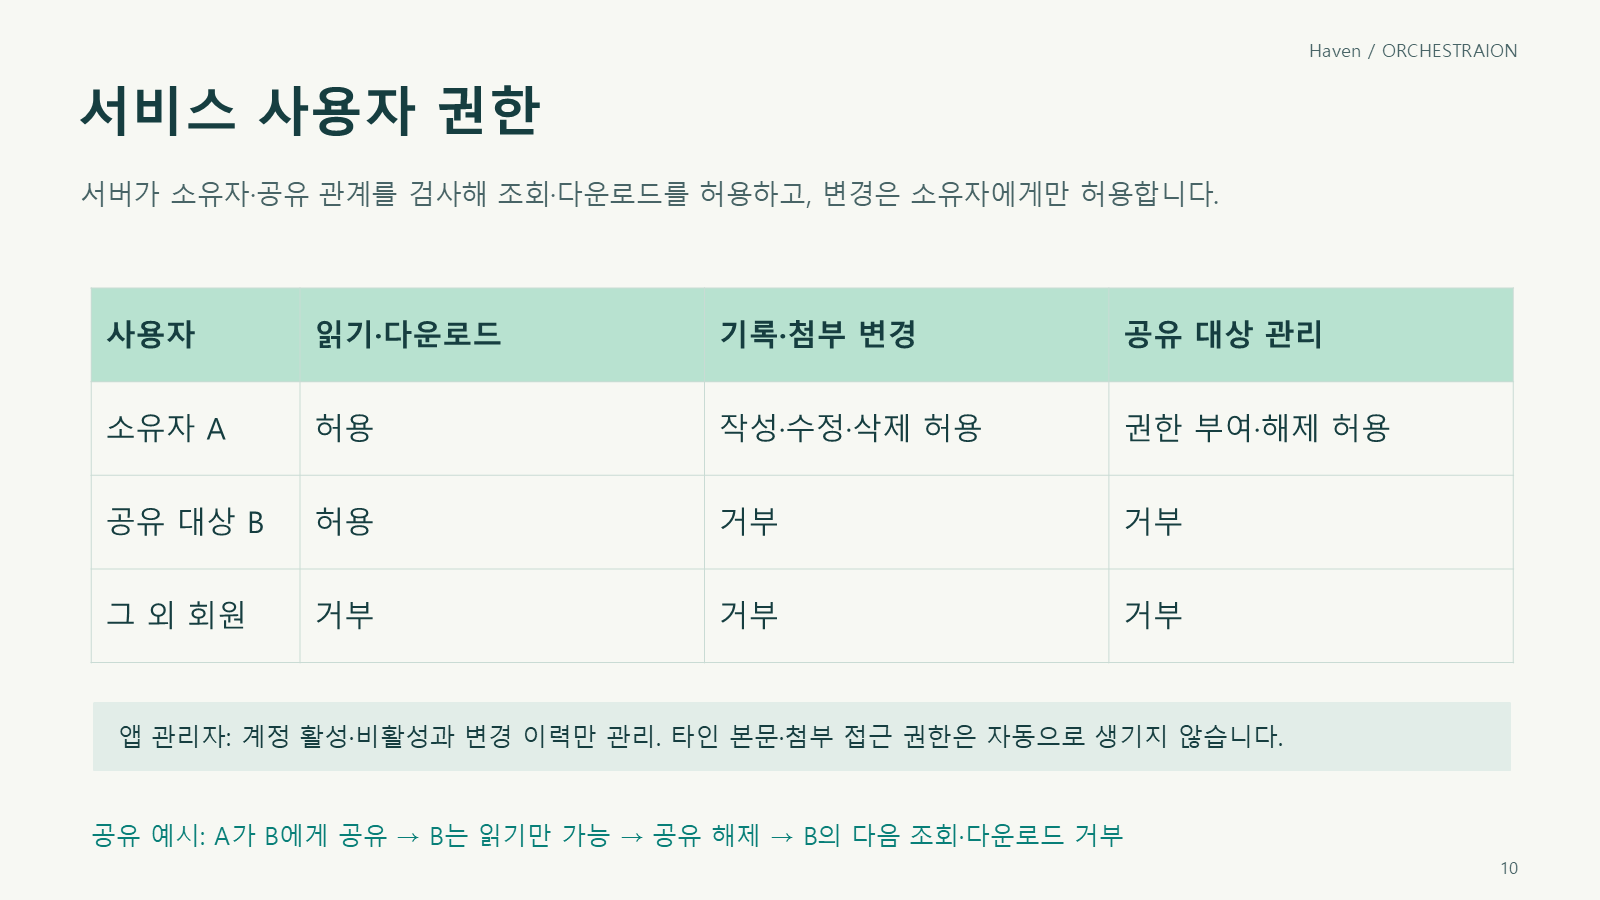 Haven / ORCHESTRAION
서비스 사용자 권한
서버가 소유자·공유 관계를 검사해 조회·다운로드를 허용하고, 변경은 소유자에게만 허용합니다.
사용자 읽기·다운로드 기록·첨부 변경 공유 대상 관리
소유자 A 허용 작성·수정·삭제 허용 권한 부여·해제 허용
공유 대상 B 허용 거부 거부
그 외 회원 거부 거부 거부
앱 관리자: 계정 활성·비활성과 변경 이력만 관리. 타인 본문·첨부 접근 권한은 자동으로 생기지 않습니다.
공유 예시: A가 B에게 공유 → B는 읽기만 가능 → 공유 해제 → B의 다음 조회·다운로드 거부
10